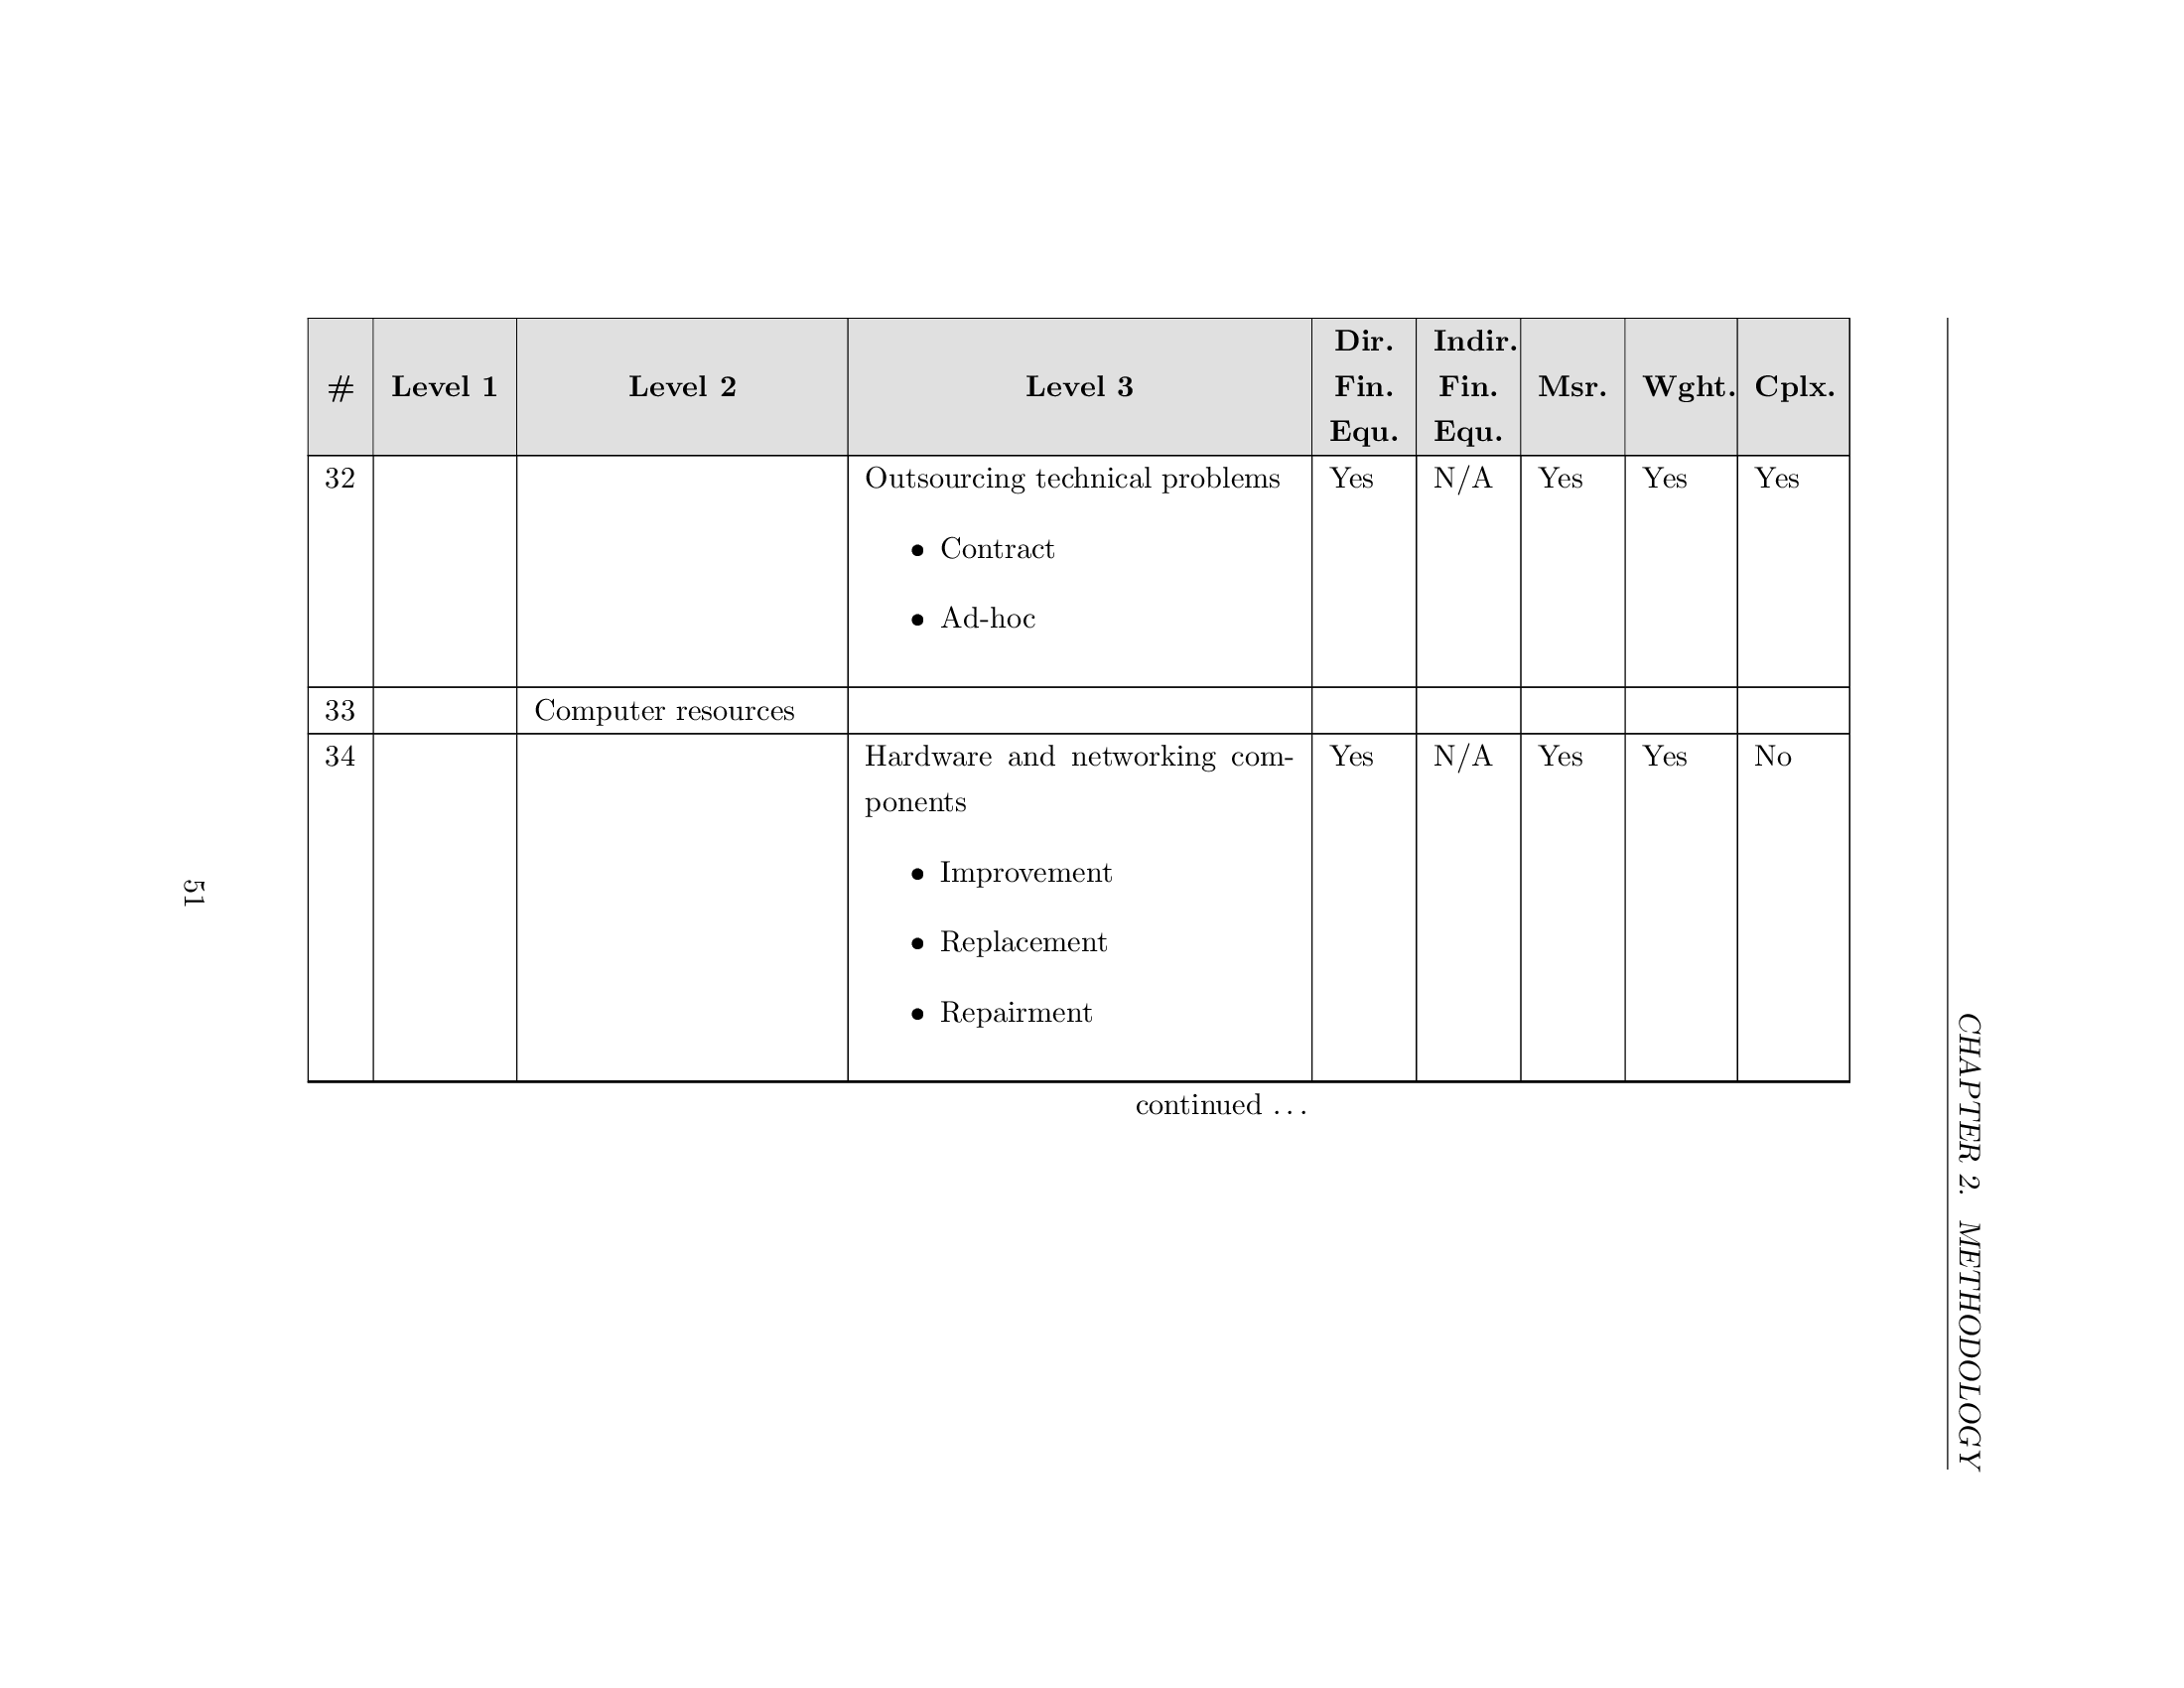 CHAPTER 2. METHODOLOGY
# Level 1 Level 2 Level 3 Dir. Fin. Equ. Indir. Fin. Equ. Msr. Wght. Cplx.
32 Outsourcing technical problems Yes N/A Yes Yes Yes
• Contract
• Ad-hoc
33 Computer resources
34 Hardware and networking com- Yes N/A Yes Yes No
ponents
• Improvement
• Replacement
• Repairment
continued ...
51